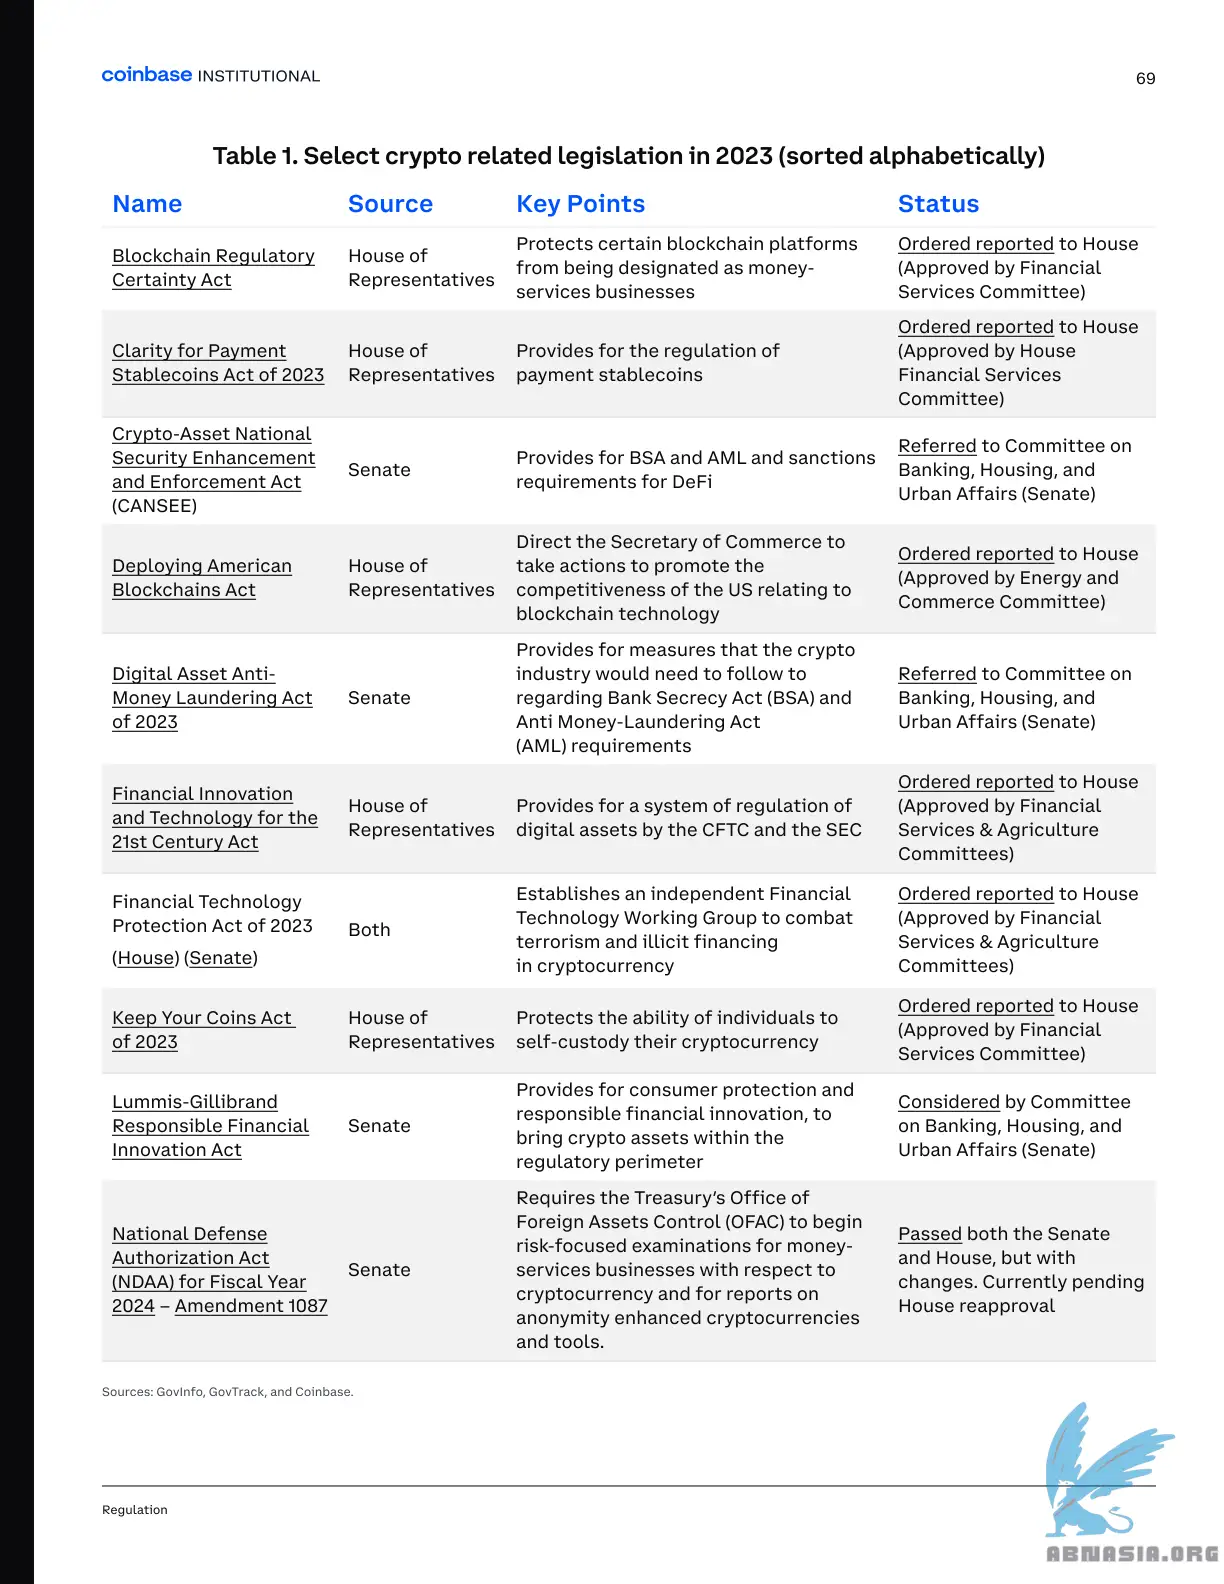 coinbase INSTITUTIONAL
69
Table 1. Select crypto related legislation in 2023 (sorted alphabetically)
Name
Source
Key Points
Status
Blockchain Regulatory
Certainty Act
House of
Representatives
Protects certain blockchain platforms
from being designated as money-
services businesses
Ordered reported to House
(Approved by Financial
Services Committee)
Clarity for Payment
Stablecoins Act of 2023
House of
Representatives
Provides for the regulation of
payment stablecoins
Ordered reported to House
(Approved by House
Financial Services
Committee)
Crypto-Asset National
Security Enhancement
and Enforcement Act
(CANSEE)
Senate
Provides for BSA and AML and sanctions
requirements for DeFi
Referred to Committee on
Banking, Housing, and
Urban Affairs (Senate)
Deploying American
Blockchains Act
House of
Representatives
Direct the Secretary of Commerce to
take actions to promote the
competitiveness of the US relating to
blockchain technology
Ordered reported to House
(Approved by Energy and
Commerce Committee)
Digital Asset Anti-
Money Laundering Act
of 2023
Senate
Provides for measures that the crypto
industry would need to follow to
regarding Bank Secrecy Act (BSA) and
Anti Money-Laundering Act
(AML) requirements
Referred to Committee on
Banking, Housing, and
Urban Affairs (Senate)
Financial Innovation
and Technology for the
21st Century Act
House of
Representatives
Provides for a system of regulation of
digital assets by the CFTC and the SEC
Ordered reported to House
(Approved by Financial
Services & Agriculture
Committees)
Financial Technology
Protection Act of 2023
(House) (Senate)
Both
Establishes an independent Financial
Technology Working Group to combat
terrorism and illicit financing
in cryptocurrency
Ordered reported to House
(Approved by Financial
Services & Agriculture
Committees)
Keep Your Coins Act
of 2023
House of
Representatives
Protects the ability of individuals to
self-custody their cryptocurrency
Ordered reported to House
(Approved by Financial
Services Committee)
Lummis-Gillibrand
Responsible Financial
Innovation Act
Senate
Provides for consumer protection and
responsible financial innovation, to
bring crypto assets within the
regulatory perimeter
Considered by Committee
on Banking, Housing, and
Urban Affairs (Senate)
National Defense
Authorization Act
(NDAA) for Fiscal Year
2024 – Amendment 1087
Senate
Requires the Treasury’s Office of
Foreign Assets Control (OFAC) to begin
risk-focused examinations for money-
services businesses with respect to
cryptocurrency and for reports on
anonymity enhanced cryptocurrencies
and tools.
Passed both the Senate
and House, but with
changes. Currently pending
House reapproval
Sources: GovInfo, GovTrack, and Coinbase.
Regulation
ABNASIA.ORG